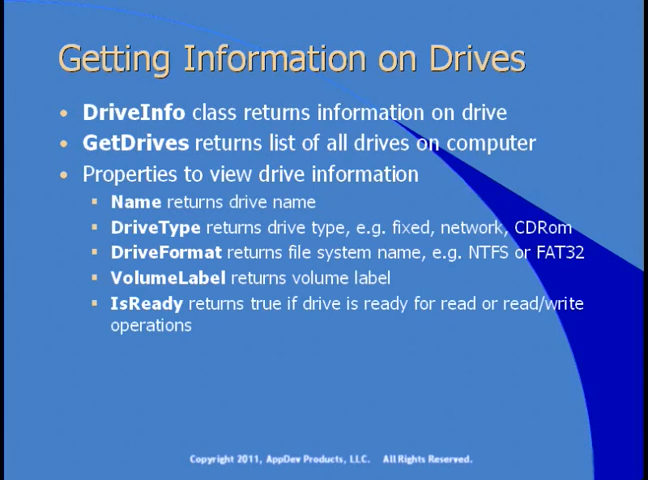 Getting Information on Drives
• DriveInfo class returns information on drive
• GetDrives returns list of all drives on computer
• Properties to view drive information
▪ Name returns drive name
▪ DriveType returns drive type, e.g. fixed, network, CDRom
▪ DriveFormat returns file system name, e.g. NTFS or FAT32
▪ VolumeLabel returns volume label
▪ IsReady returns true if drive is ready for read or read/write
operations
Copyright 2011, AppDev Products, LLC. All Rights Reserved.